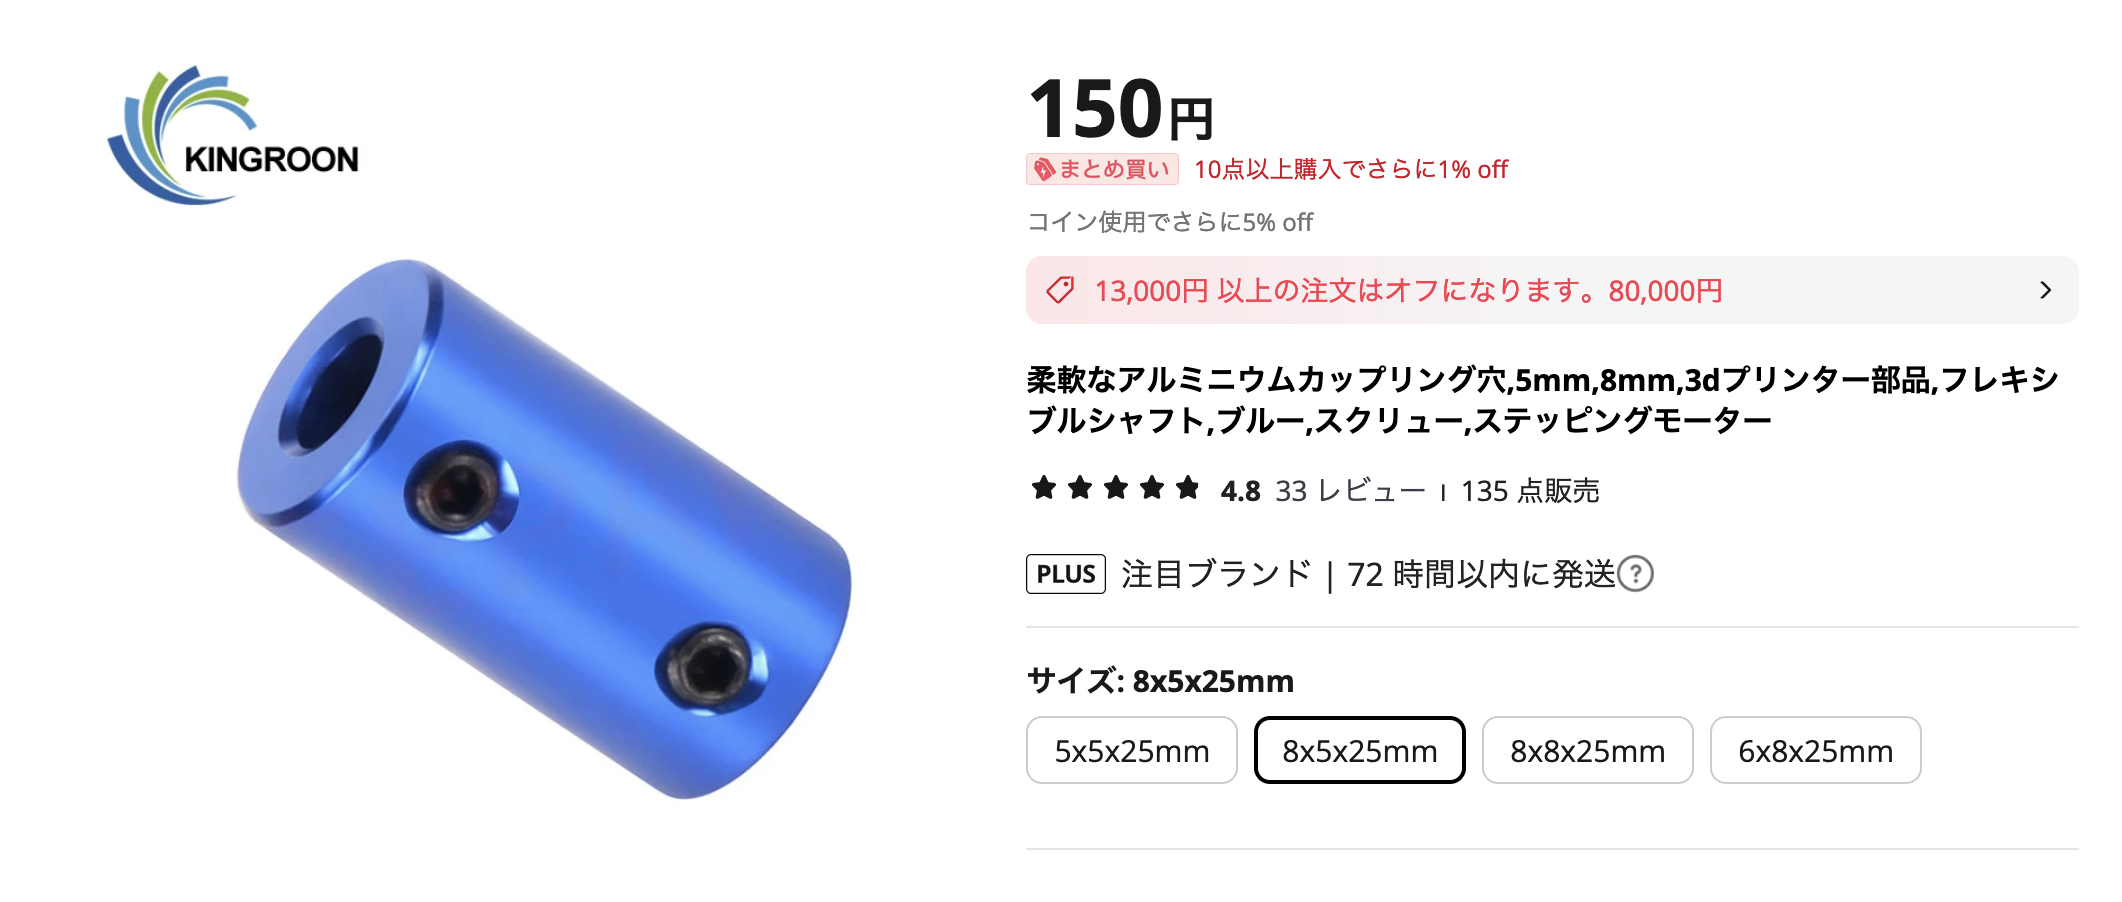 KINGROON
150円
まとめ買い 10点以上購入でさらに1% off
コイン使用でさらに5% off
13,000円 以上の注文はオフになります。80,000円
柔軟なアルミニウムカップリング穴,5mm,8mm,3dプリンター部品,フレキシ
ブルシャフト,ブルー,スクリュー,ステッピングモーター
4.8 33 レビュー ı 135 点販売
PLUS 注目ブランド | 72 時間以内に発送?
サイズ: 8x5x25mm
5x5x25mm 8x5x25mm 8x8x25mm 6x8x25mm